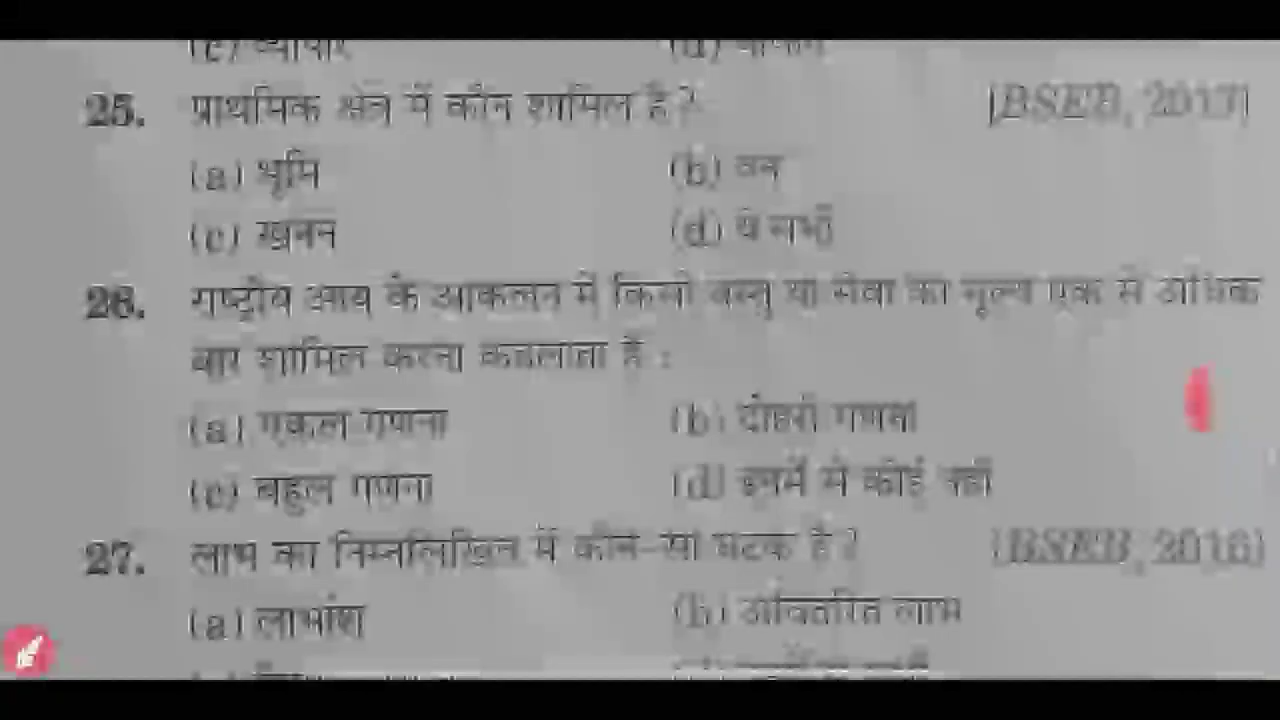 (c) व्यापार
25. प्राथमिक क्षेत्र में कौन शामिल है ? [BSEB, 2017]
(a) भूमि (b) वन
(c) खनन (d) ये सभी
26. राष्ट्रीय आय के आकलन में किसी वस्तु या सेवा का मूल्य एक से अधिक
बार शामिल करना कहलाता है :
(a) एकल गणना (b) दोहरी गणना
(c) बहुल गणना (d) इनमें से कोई नहीं
27. लाभ का निम्नलिखित में कौन-सा घटक है ? [BSEB, 2016]
(a) लाभांश (b) अवितरित लाभ